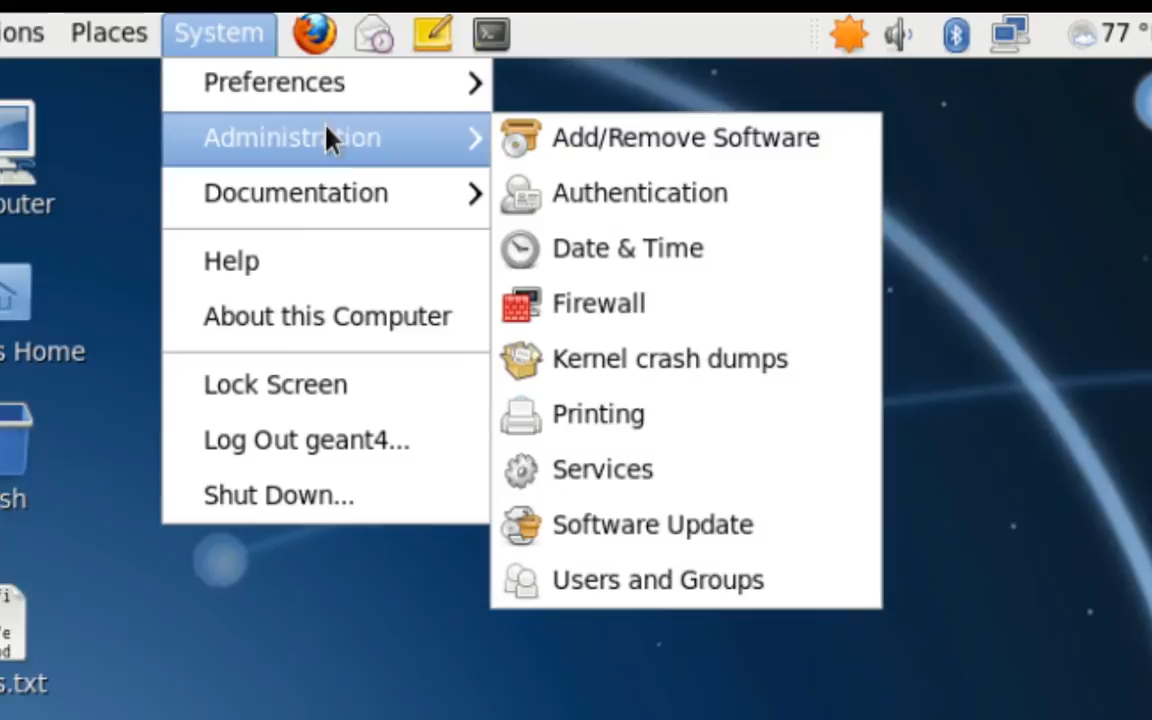 ions Places System 77 °
Preferences
Administration
Documentation
Help
About this Computer
Lock Screen
Log Out geant4...
Shut Down...
Add/Remove Software
Authentication
Date & Time
Firewall
Kernel crash dumps
Printing
Services
Software Update
Users and Groups
outer
s Home
sh
s.txt